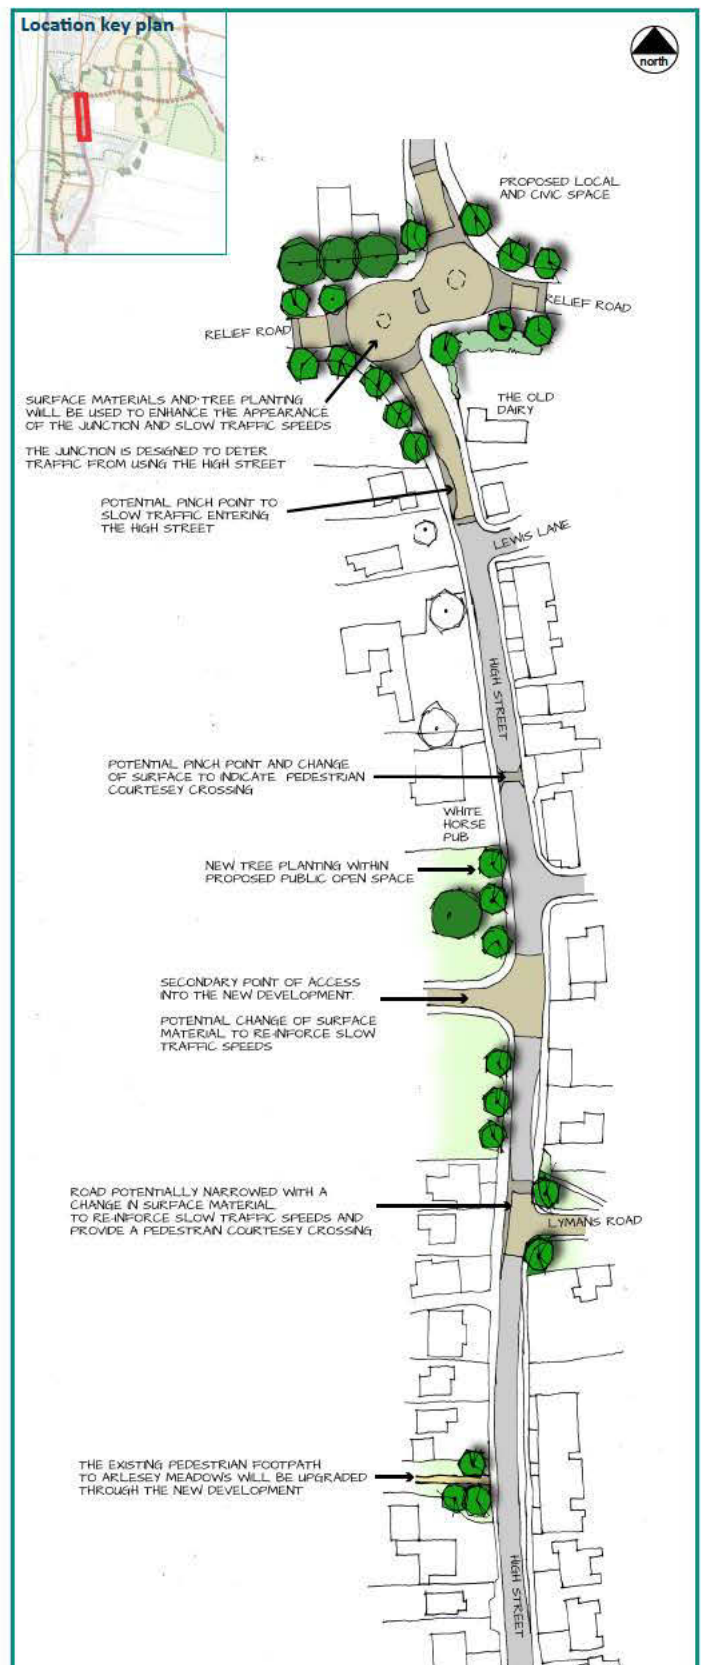 Location key plan
north
PROPOSED LOCAL
AND CIVIC SPACE
RELIEF ROAD
RELIEF ROAD
SURFACE MATERIALS AND TREE PLANTING
WILL BE USED TO ENHANCE THE APPEARANCE
OF THE JUNCTION AND SLOW TRAFFIC SPEEDS
THE JUNCTION IS DESIGNED TO DETER
TRAFFIC FROM USING THE HIGH STREET
THE OLD
DAIRY
POTENTIAL PINCH POINT TO
SLOW TRAFFIC ENTERING
THE HIGH STREET
LEWIS LANE
HIGH STREET
POTENTIAL PINCH POINT AND CHANGE
OF SURFACE TO INDICATE PEDESTRIAN
COURTESEY CROSSING
WHITE
HORSE
PUB
NEW TREE PLANTING WITHIN
PROPOSED PUBLIC OPEN SPACE
SECONDARY POINT OF ACCESS
INTO THE NEW DEVELOPMENT.
POTENTIAL CHANGE OF SURFACE
MATERIAL TO RE-INFORCE SLOW
TRAFFIC SPEEDS
ROAD POTENTIALLY NARROWED WITH A
CHANGE IN SURFACE MATERIAL
TO RE-INFORCE SLOW TRAFFIC SPEEDS AND
PROVIDE A PEDESTRAIN COURTESEY CROSSING
LYMANS ROAD
THE EXISTING PEDESTRIAN FOOTPATH
TO ARLESEY MEADOWS WILL BE UPGRADED
THROUGH THE NEW DEVELOPMENT
HIGH STREET